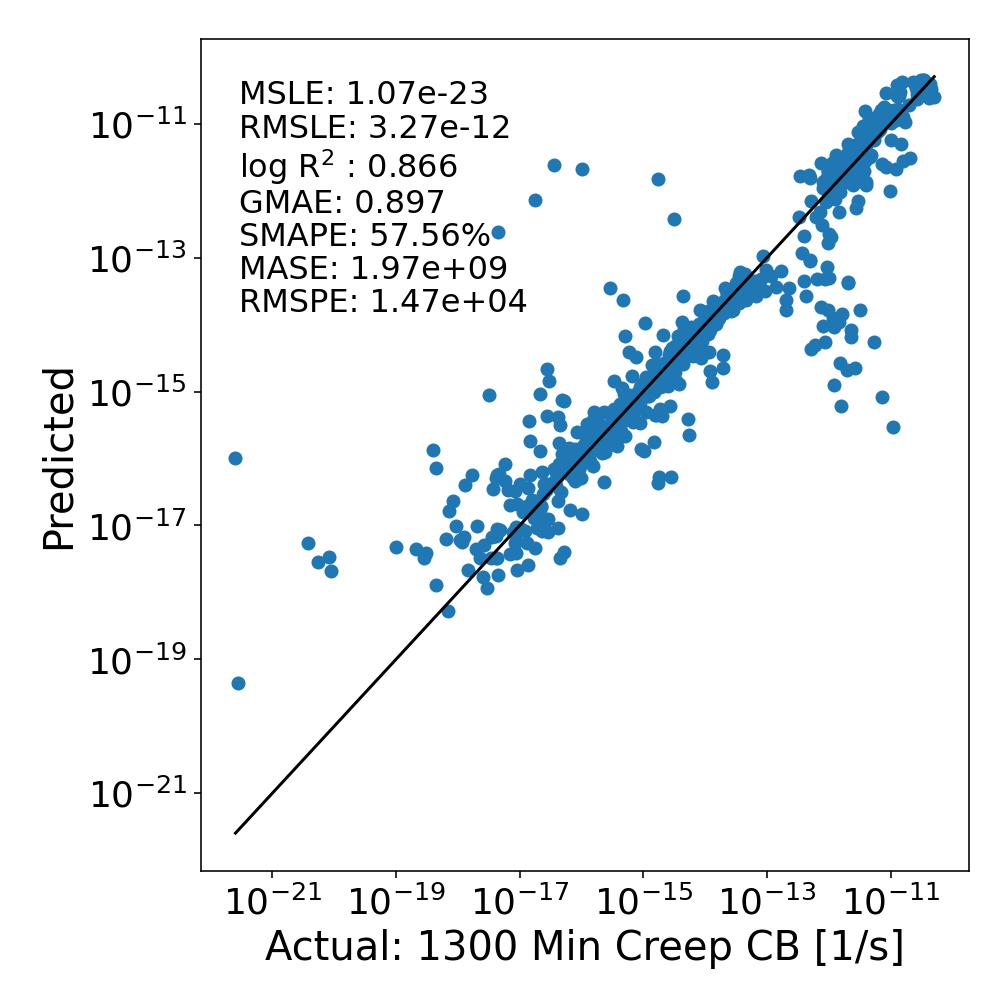 MSLE: 1.07e-23
RMSLE: 3.27e-12
log R² : 0.866
GMAE: 0.897
SMAPE: 57.56%
MASE: 1.97e+09
RMSPE: 1.47e+04
Predicted
10⁻¹¹
10⁻¹³
10⁻¹⁵
10⁻¹⁷
10⁻¹⁹
10⁻²¹
10⁻²¹ 10⁻¹⁹ 10⁻¹⁷ 10⁻¹⁵ 10⁻¹³ 10⁻¹¹
Actual: 1300 Min Creep CB [1/s]